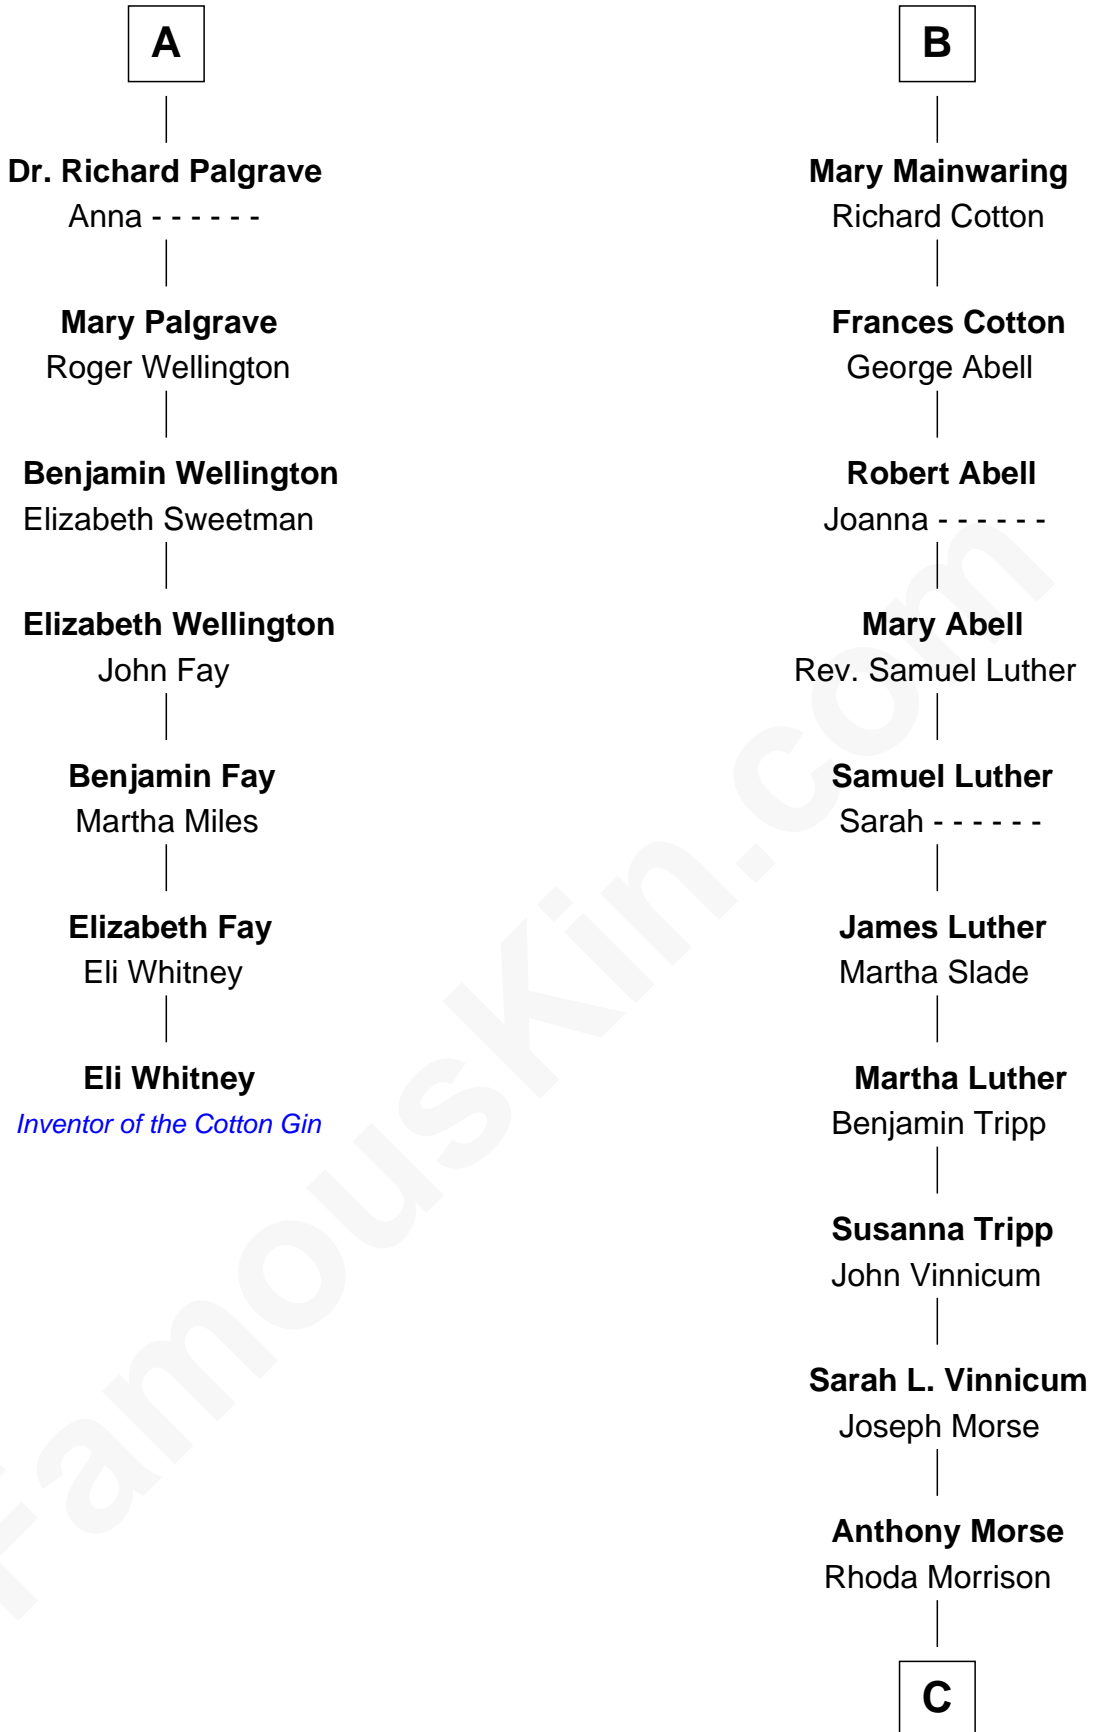 A
Dr. Richard Palgrave
Anna - - - - - -
Mary Palgrave
Roger Wellington
Benjamin Wellington
Elizabeth Sweetman
Elizabeth Wellington
John Fay
Benjamin Fay
Martha Miles
Elizabeth Fay
Eli Whitney
Eli Whitney
Inventor of the Cotton Gin
B
Mary Mainwaring
Richard Cotton
Frances Cotton
George Abell
Robert Abell
Joanna - - - - - -
Mary Abell
Rev. Samuel Luther
Samuel Luther
Sarah - - - - - -
James Luther
Martha Slade
Martha Luther
Benjamin Tripp
Susanna Tripp
John Vinnicum
Sarah L. Vinnicum
Joseph Morse
Anthony Morse
Rhoda Morrison
C
FamousKin.com